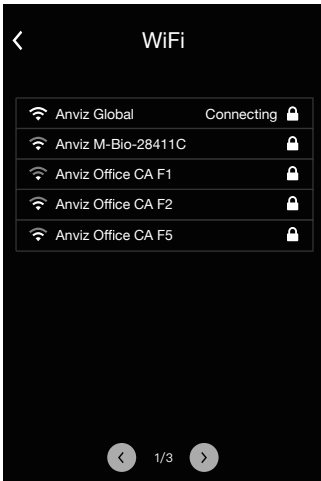 WiFi
Anviz Global Connecting
Anviz M-Bio-28411C
Anviz Office CA F1
Anviz Office CA F2
Anviz Office CA F5
1/3